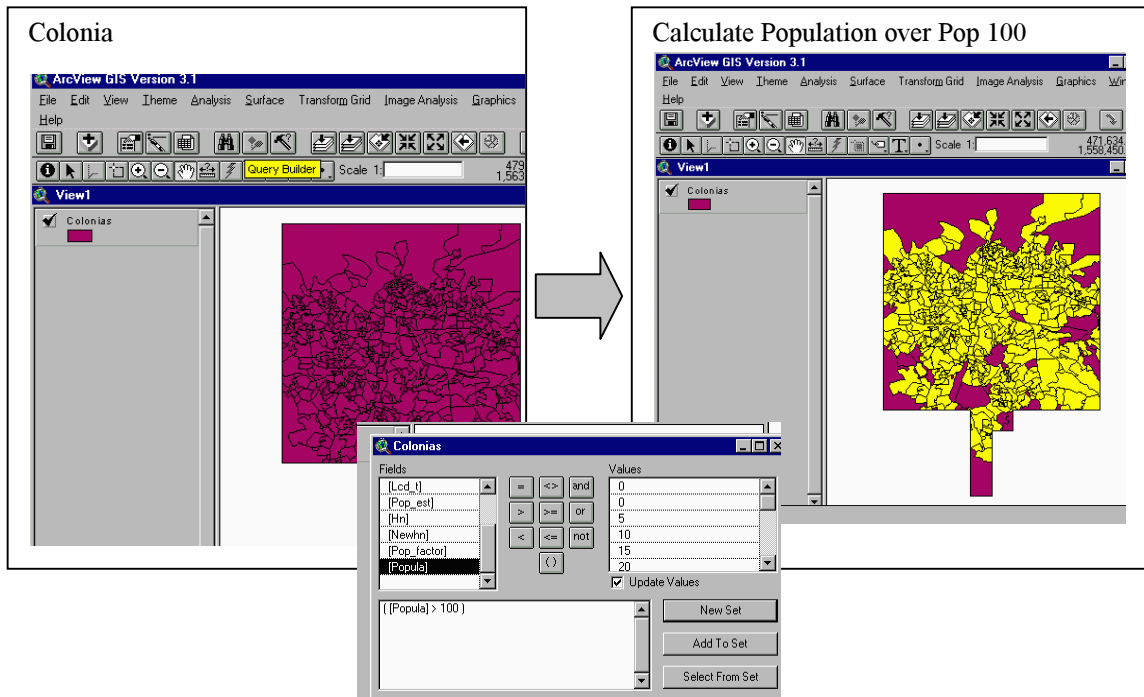 Colonia
ArcView GIS Version 3.1
File Edit View Theme Analysis Surface Transform Grid Image Analysis Graphics
Help
Query Builder
Scale 1:
479
1,563
View1
Colonias
Calculate Population over Pop 100
ArcView GIS Version 3.1
File Edit View Theme Analysis Surface Transform Grid Image Analysis Graphics Win
Help
T
Scale 1:
471,634.
1,558,450.
View1
Colonias
Colonias
Fields
[Lcd_t]
[Pop_est]
[Hn]
[Newhn]
[Pop_factor]
[Popula]
= <> and
> >= or
< <= not
( )
Values
0
0
5
10
15
20
Update Values
( [Popula] > 100 )
New Set
Add To Set
Select From Set